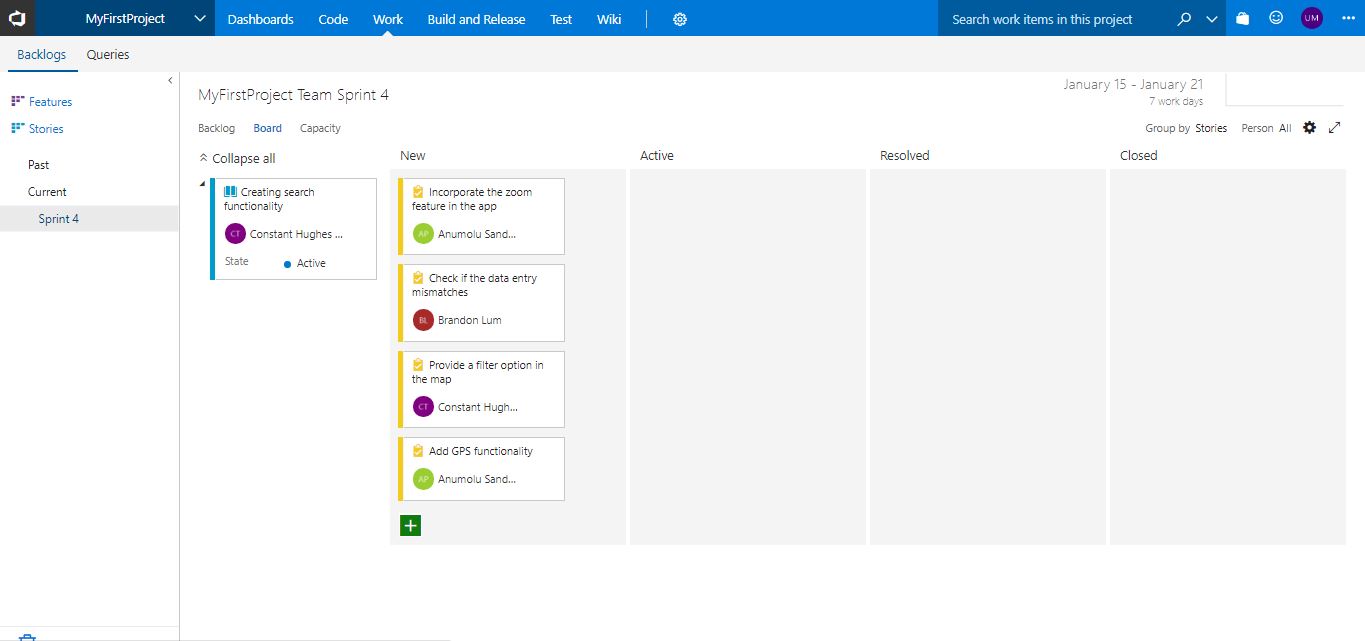 MyFirstProject Dashboards Code Work Build and Release Test Wiki Search work items in this project UM
Backlogs Queries
Features
Stories
Past
Current
Sprint 4
MyFirstProject Team Sprint 4
January 15 - January 21
7 work days
Backlog Board Capacity
Group by Stories Person All
Collapse all
New Active Resolved Closed
Creating search
functionality
CT Constant Hughes ...
State Active
Incorporate the zoom
feature in the app
AP Anumolu Sand...
Check if the data entry
mismatches
BL Brandon Lum
Provide a filter option in
the map
CT Constant Hugh...
Add GPS functionality
AP Anumolu Sand...